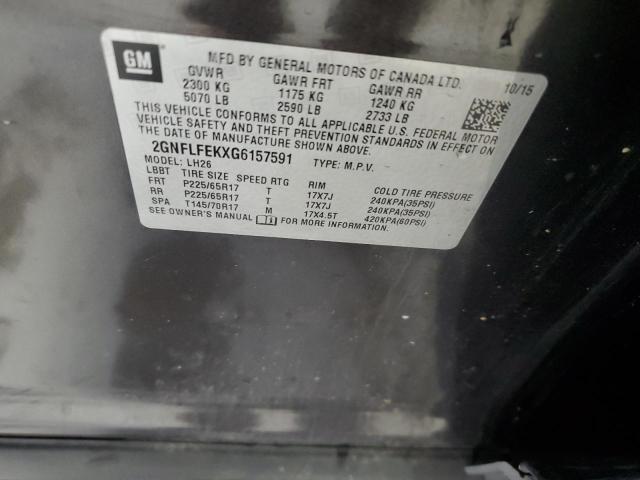 GM
MFD BY GENERAL MOTORS OF CANADA LTD.
10/15
GVWR GAWR FRT GAWR RR
2300 KG 1175 KG 1240 KG
5070 LB 2590 LB 2733 LB
THIS VEHICLE CONFORMS TO ALL APPLICABLE U.S. FEDERAL MOTOR
VEHICLE SAFETY AND THEFT PREVENTION STANDARDS IN EFFECT ON
THE DATE OF MANUFACTURE SHOWN ABOVE.
2GNFLFEKXG6157591 TYPE: M.P.V.
MODEL: LH26
LBBT TIRE SIZE SPEED RTG RIM COLD TIRE PRESSURE
FRT P225/65R17 T 17X7J 240KPA(35PSI)
RR P225/65R17 T 17X7J 240KPA(35PSI)
SPA T145/70R17 M 17X4.5T 420KPA(60PSI)
SEE OWNER'S MANUAL FOR MORE INFORMATION.